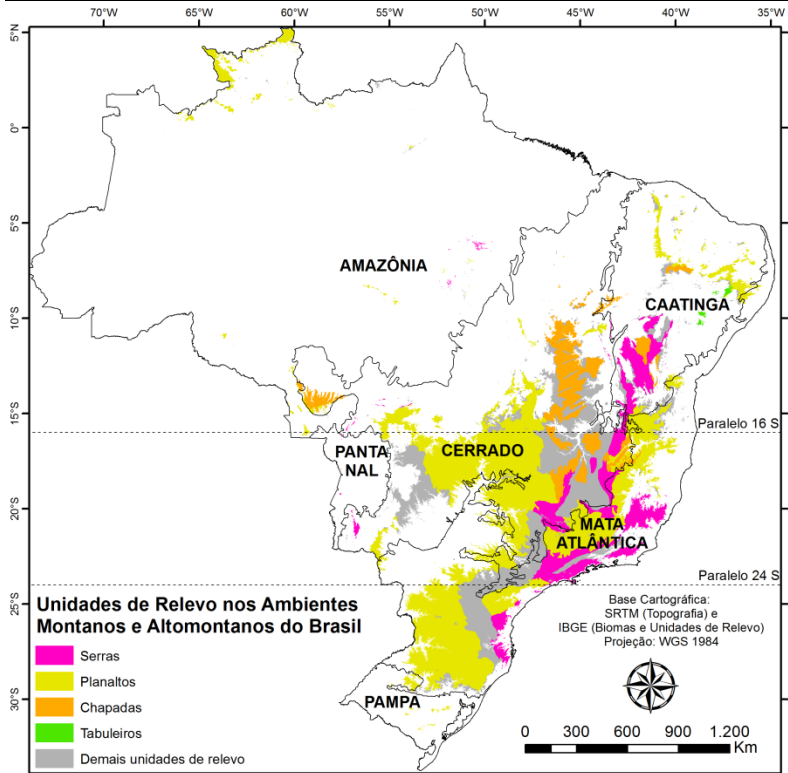 70°W 65°W 60°W 55°W 50°W 45°W 40°W 35°W
5°N
0°
5°S
AMAZÔNIA
CAATINGA
10°S
15°S
Paralelo 16 S
PANTA
NAL
CERRADO
20°S
MATA
ATLÂNTICA
Paralelo 24 S
25°S
30°S
PAMPA
Unidades de Relevo nos Ambientes
Montanos e Altomontanos do Brasil
Serras
Planaltos
Chapadas
Tabuleiros
Demais unidades de relevo
Base Cartográfica:
SRTM (Topografia) e
IBGE (Biomas e Unidades de Relevo)
Projeção: WGS 1984
0 300 600 900 1.200
Km